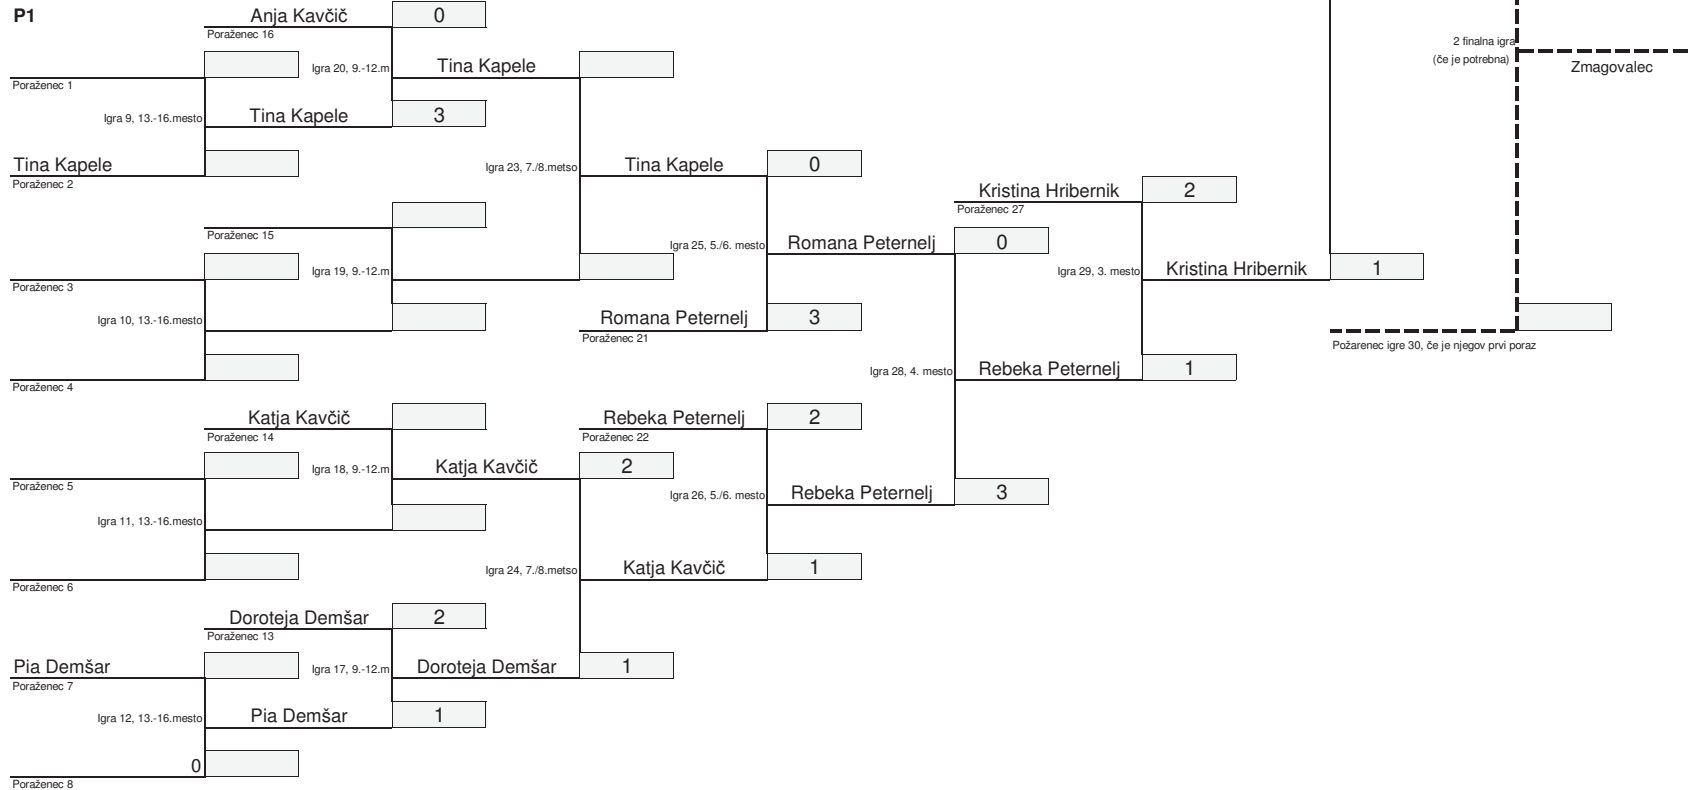 P1
Anja Kavčič
0
Poraženec 16
2 finalna igra
(če je potrebna)
Zmagovalec
Igra 20, 9.-12.m
Tina Kapele
Poraženec 1
Igra 9, 13.-16.mesto
Tina Kapele
3
Tina Kapele
Poraženec 2
Igra 23, 7./8.metso
Tina Kapele
0
Kristina Hribernik
2
Poraženec 27
Poraženec 15
Igra 25, 5./6. mesto
Romana Peternelj
0
Igra 19, 9.-12.m
Igra 29, 3. mesto
Kristina Hribernik
1
Poraženec 3
Igra 10, 13.-16.mesto
Romana Peternelj
3
Poraženec 21
Požarenec igre 30, če je njegov prvi poraz
Igra 28, 4. mesto
Rebeka Peternelj
1
Poraženec 4
Katja Kavčič
Poraženec 14
Rebeka Peternelj
2
Poraženec 22
Igra 18, 9.-12.m
Katja Kavčič
2
Poraženec 5
Igra 26, 5./6. mesto
Rebeka Peternelj
3
Igra 11, 13.-16.mesto
Igra 24, 7./8.metso
Katja Kavčič
1
Poraženec 6
Doroteja Demšar
2
Poraženec 13
Pia Demšar
Igra 17, 9.-12.m
Doroteja Demšar
1
Poraženec 7
Igra 12, 13.-16.mesto
Pia Demšar
1
0
Poraženec 8